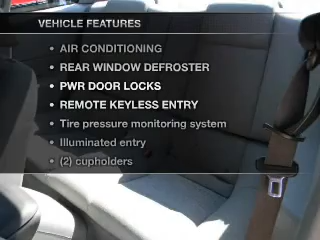 VEHICLE FEATURES
• AIR CONDITIONING
• REAR WINDOW DEFROSTER
• PWR DOOR LOCKS
• REMOTE KEYLESS ENTRY
• Tire pressure monitoring system
• Illuminated entry
• (2) cupholders